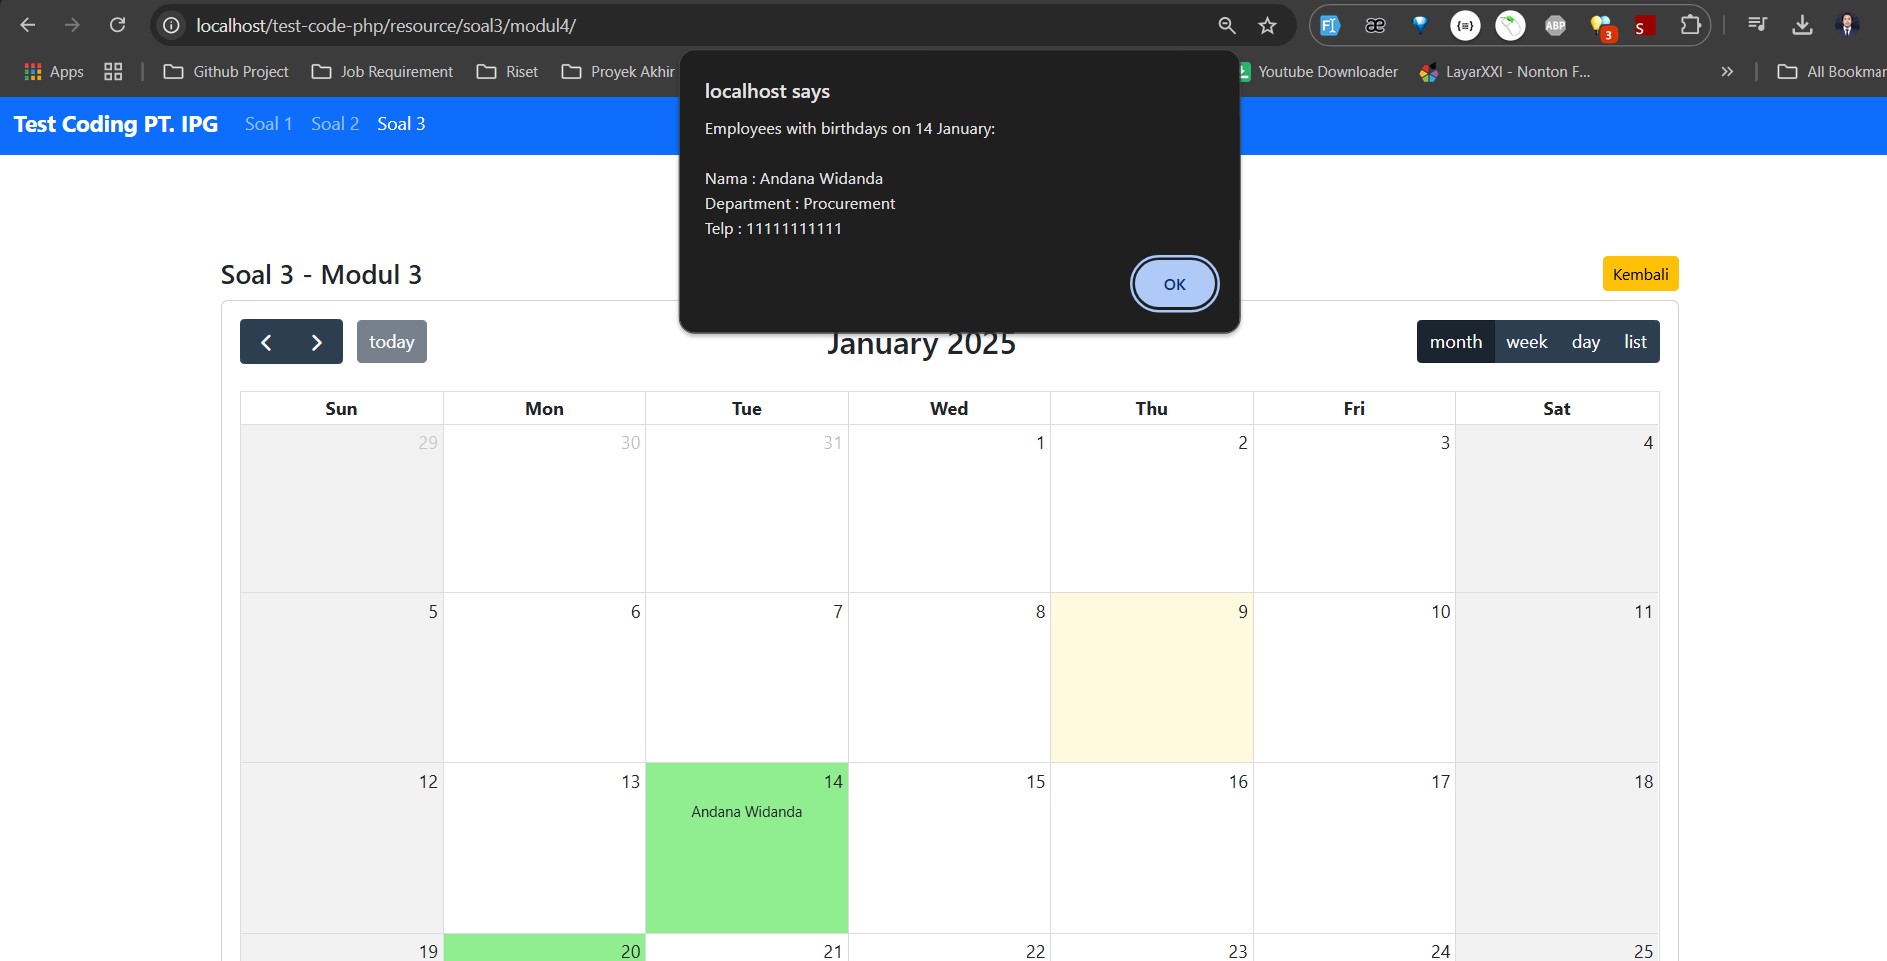 localhost/test-code-php/resource/soal3/modul4/
ABP
3
S
Apps
Github Project
Job Requirement
Riset
Proyek Akhir
Youtube Downloader
LayarXXI - Nonton F...
All Bookmar
localhost says
Employees with birthdays on 14 January:
Nama : Andana Widanda
Department : Procurement
Telp : 11111111111
OK
Test Coding PT. IPG
Soal 1
Soal 2
Soal 3
Soal 3 - Modul 3
Kembali
today
January 2025
month
week
day
list
Sun Mon Tue Wed Thu Fri Sat
29 30 31 1 2 3 4
5 6 7 8 9 10 11
12 13 14 15 16 17 18
Andana Widanda
19 20 21 22 23 24 25